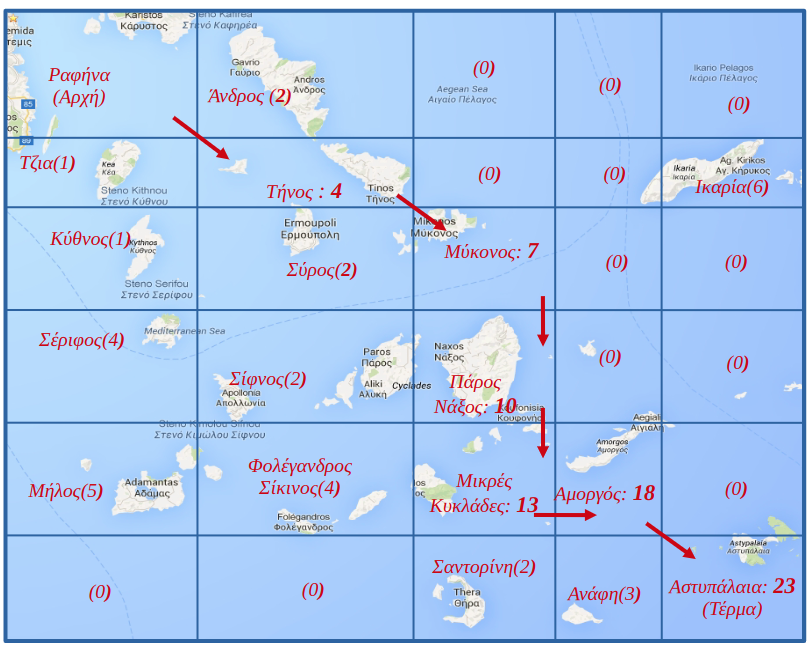 Karistos
Κάρυστος
Steno Kafirea
Στενό Καφηρέα
emida
τεμις
Ραφήνα
(Αρχή)
85
89
Gavrio
Γαύριο
Andros
Άνδρος
Άνδρος (2)
(0)
Aegean Sea
Αιγαίο Πέλαγος
(0)
Ikario Pelagos
Ικάριο Πέλαγος
(0)
Τζια(1)
Kea
Κέα
Steno Kithnou
Στενό Κύθνου
Τήνος : 4
Tinos
Τήνος
(0)
(0)
Ikaria
Ικαρία
Ag. Kirikos
Αγ. Κήρυκος
Ικαρία(6)
Κύθνος(1)
Kythnos
Κύθνος
Steno Serifou
Στενό Σερίφου
Ermoupoli
Ερμούπολη
Σύρος(2)
Mikonos
Μύκονος
Μύκονος: 7
(0)
(0)
Σέριφος(4)
Mediterranean Sea
Σίφνος(2)
Apollonia
Απολλωνία
Paros
Πάρος
Aliki
Αλυκή
Cyclades
Naxos
Νάξος
Πάρος
Νάξος: 10
Koufonisia
Κουφονήσι
(0)
(0)
Steno Kimolou Sifnou
Στενό Κιμώλου Σίφνου
Μήλος(5)
Adamantas
Αδάμας
Φολέγανδρος
Σίκινος(4)
Folegandros
Φολέγανδρος
Ios
ος
Μικρές
Κυκλάδες: 13
Aegiali
Αιγιάλη
Amorgos
Αμοργός
Αμοργός: 18
(0)
(0)
(0)
Σαντορίνη(2)
Thera
Θήρα
Ανάφη(3)
Astypalaia
Αστυπάλαια
Αστυπάλαια: 23
(Τέρμα)